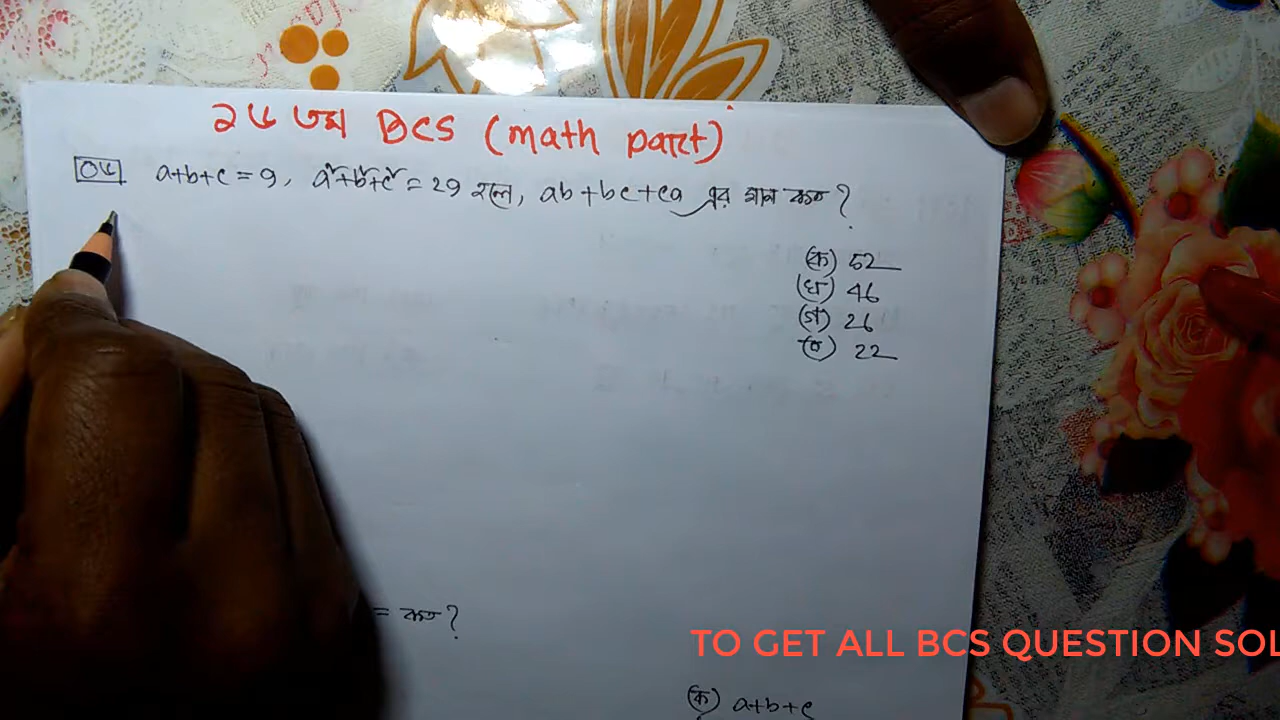 ২৬ তম BCS (math part)
০৬ a+b+c = 9, a²+b²+c² = 29 হলে, ab+bc+ca এর মান কত?
(ক) 52
(খ) 46
(গ) 26
(ঘ) 22
= কত?
TO GET ALL BCS QUESTION SOL
(ক) a+b+c